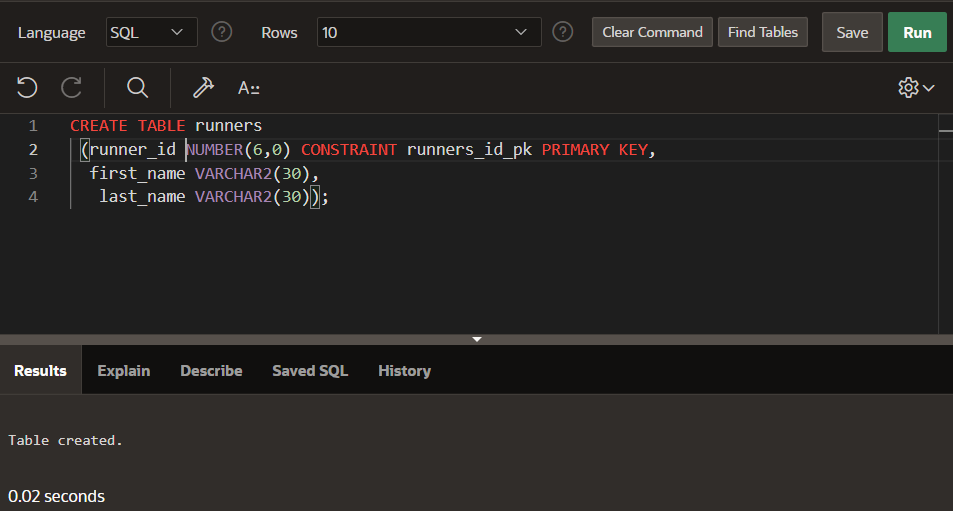 Language SQL ? Rows 10 ? Clear Command Find Tables Save Run
A::
1 CREATE TABLE runners
2 (runner_id NUMBER(6,0) CONSTRAINT runners_id_pk PRIMARY KEY,
3 first_name VARCHAR2(30),
4 last_name VARCHAR2(30));
Results Explain Describe Saved SQL History
Table created.
0.02 seconds